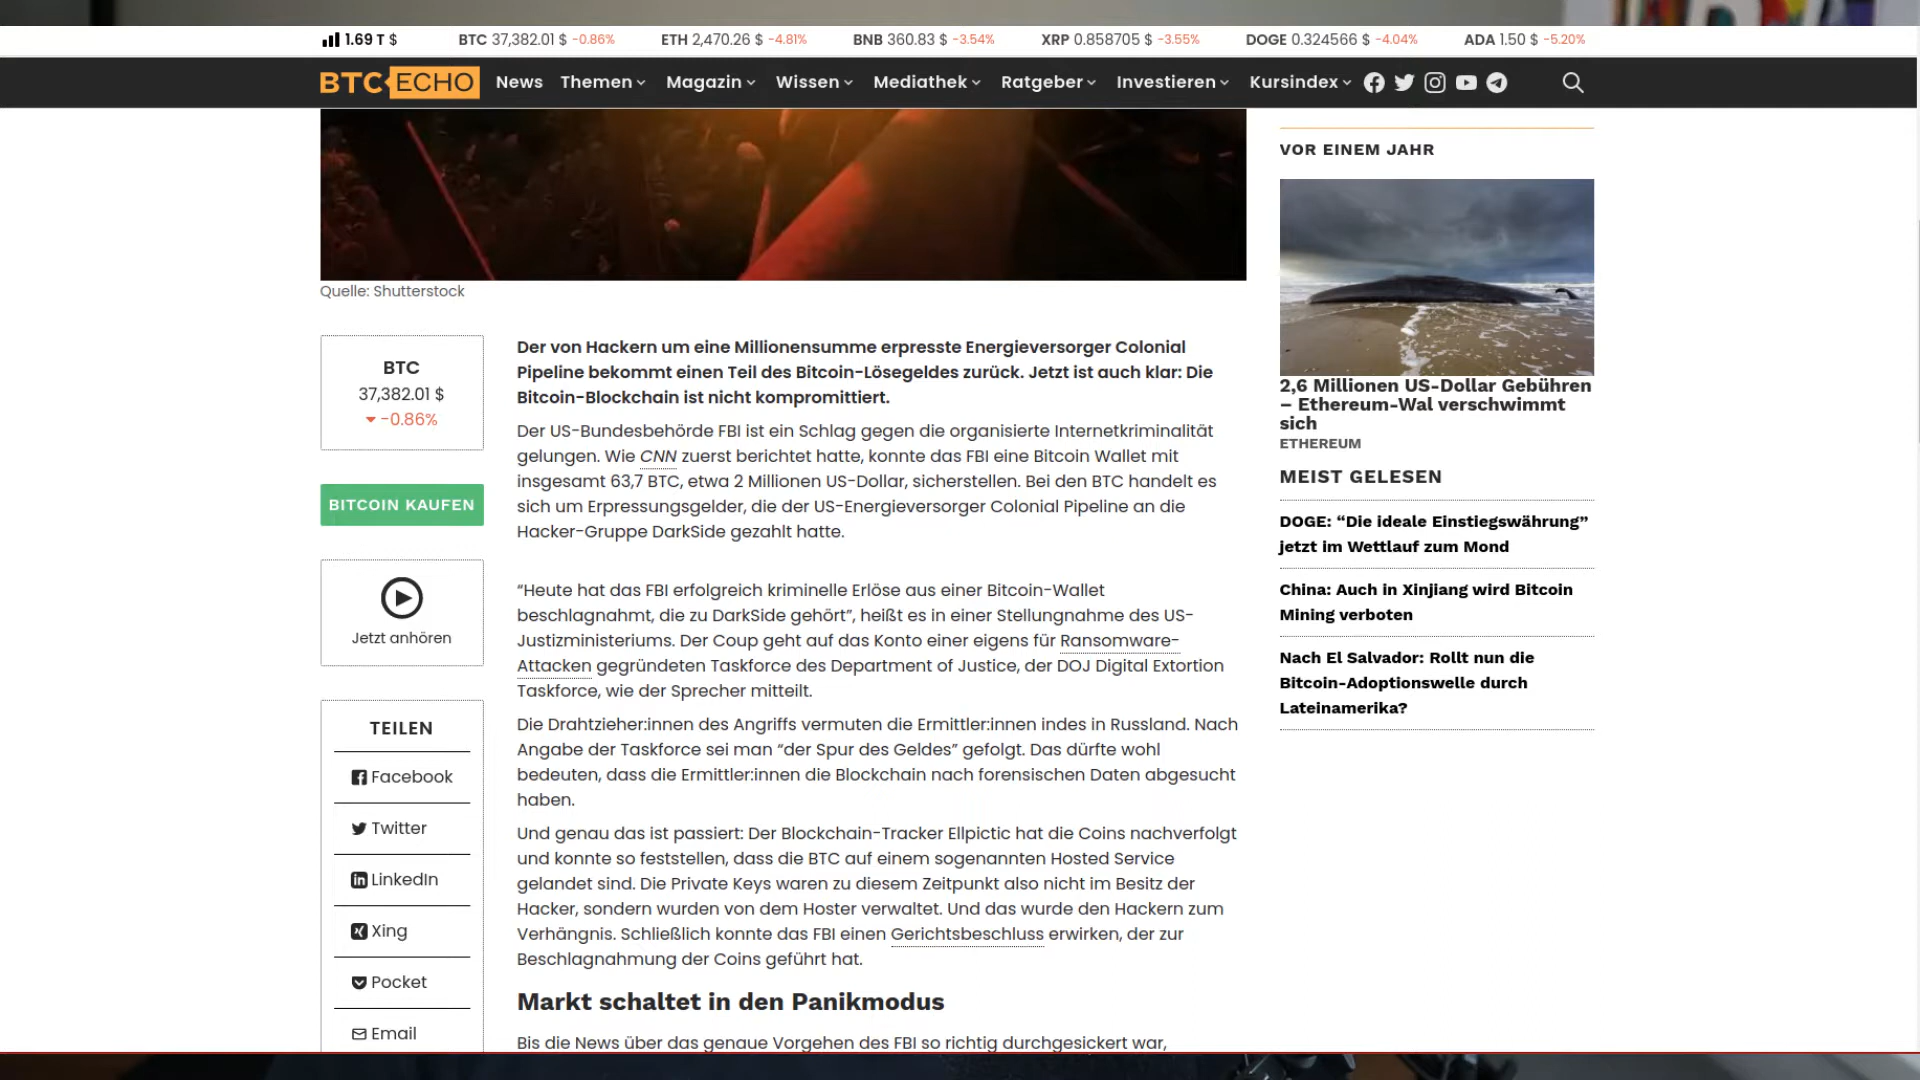 1.69 T $ BTC 37,382.01 $ -0.86% ETH 2,470.26 $ -4.81% BNB 360.83 $ -3.54% XRP 0.858705 $ -3.55% DOGE 0.324566 $ -4.04% ADA 1.50 $ -5.20%
BTC ECHO News Themen Magazin Wissen Mediathek Ratgeber Investieren Kursindex
Quelle: Shutterstock
BTC
37,382.01 $
-0.86%
BITCOIN KAUFEN
Jetzt anhören
TEILEN
Facebook
Twitter
LinkedIn
Xing
Pocket
Email
Der von Hackern um eine Millionensumme erpresste Energieversorger Colonial
Pipeline bekommt einen Teil des Bitcoin-Lösegeldes zurück. Jetzt ist auch klar: Die
Bitcoin-Blockchain ist nicht kompromittiert.
Der US-Bundesbehörde FBI ist ein Schlag gegen die organisierte Internetkriminalität
gelungen. Wie CNN zuerst berichtet hatte, konnte das FBI eine Bitcoin Wallet mit
insgesamt 63,7 BTC, etwa 2 Millionen US-Dollar, sicherstellen. Bei den BTC handelt es
sich um Erpressungsgelder, die der US-Energieversorger Colonial Pipeline an die
Hacker-Gruppe DarkSide gezahlt hatte.
“Heute hat das FBI erfolgreich kriminelle Erlöse aus einer Bitcoin-Wallet
beschlagnahmt, die zu DarkSide gehört”, heißt es in einer Stellungnahme des US-
Justizministeriums. Der Coup geht auf das Konto einer eigens für Ransomware-
Attacken gegründeten Taskforce des Department of Justice, der DOJ Digital Extortion
Taskforce, wie der Sprecher mitteilt.
Die Drahtzieher:innen des Angriffs vermuten die Ermittler:innen indes in Russland. Nach
Angabe der Taskforce sei man “der Spur des Geldes” gefolgt. Das dürfte wohl
bedeuten, dass die Ermittler:innen die Blockchain nach forensischen Daten abgesucht
haben.
Und genau das ist passiert: Der Blockchain-Tracker Ellpictic hat die Coins nachverfolgt
und konnte so feststellen, dass die BTC auf einem sogenannten Hosted Service
gelandet sind. Die Private Keys waren zu diesem Zeitpunkt also nicht im Besitz der
Hacker, sondern wurden von dem Hoster verwaltet. Und das wurde den Hackern zum
Verhängnis. Schließlich konnte das FBI einen Gerichtsbeschluss erwirken, der zur
Beschlagnahmung der Coins geführt hat.
Markt schaltet in den Panikmodus
Bis die News über das genaue Vorgehen des FBI so richtig durchgesickert war,
VOR EINEM JAHR
2,6 Millionen US-Dollar Gebühren
– Ethereum-Wal verschwimmt
sich
ETHEREUM
MEIST GELESEN
DOGE: “Die ideale Einstiegswährung”
jetzt im Wettlauf zum Mond
China: Auch in Xinjiang wird Bitcoin
Mining verboten
Nach El Salvador: Rollt nun die
Bitcoin-Adoptionswelle durch
Lateinamerika?